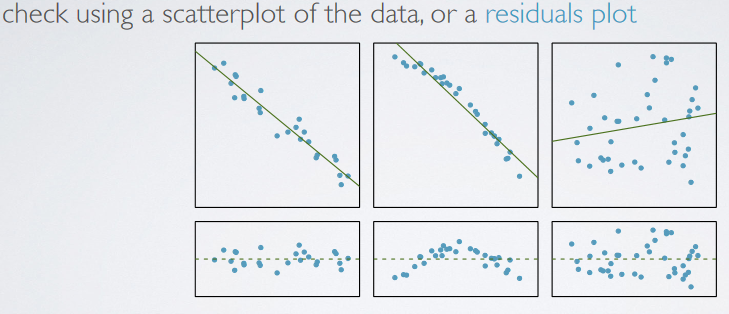 check using a scatterplot of the data, or a residuals plot